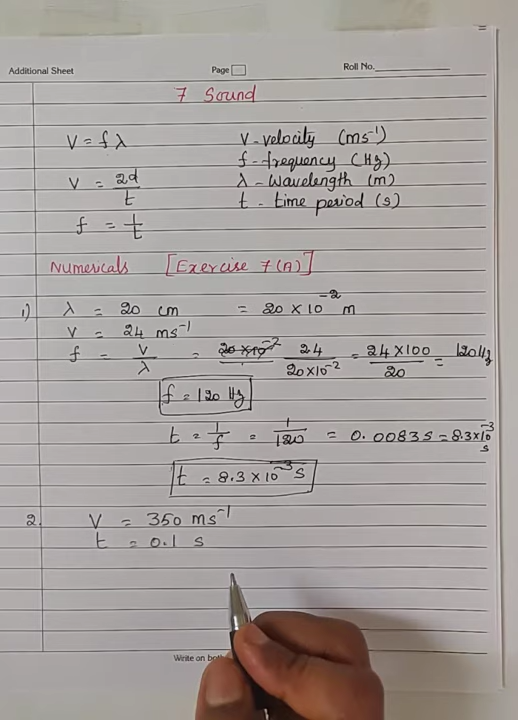 Additional Sheet Page Roll No.
7 Sound
V = fλ V - velocity (ms⁻¹)
f - frequency (Hz)
V = 2d/t λ - Wavelength (m)
t - time period (s)
f = 1/t
Numericals [Exercise 7(A)]
1) λ = 20 cm = 20 × 10⁻² m
V = 24 ms⁻¹
f = V/λ = 24/20×10⁻² = 24×100/20 = 120Hz
f = 120 Hz
t = 1/f = 1/120 = 0.0083s = 8.3×10⁻³ s
t = 8.3 × 10⁻³ s
2. V = 350 ms⁻¹
t = 0.1 s
Write on both